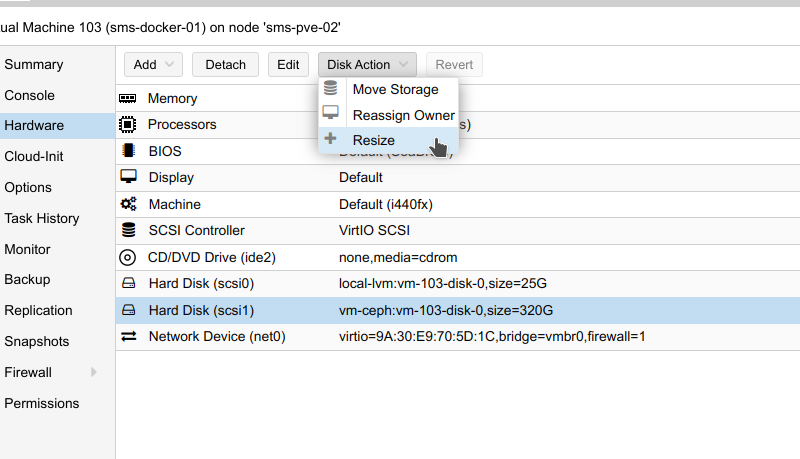 ual Machine 103 (sms-docker-01) on node 'sms-pve-02'
Summary
Console
Hardware
Cloud-Init
Options
Task History
Monitor
Backup
Replication
Snapshots
Firewall
Permissions
Add Detach Edit Disk Action Revert
Move Storage
Reassign Owner
Resize
Memory
Processors s)
BIOS Default
Display Default
Machine Default (i440fx)
SCSI Controller VirtIO SCSI
CD/DVD Drive (ide2) none,media=cdrom
Hard Disk (scsi0) local-lvm:vm-103-disk-0,size=25G
Hard Disk (scsi1) vm-ceph:vm-103-disk-0,size=320G
Network Device (net0) virtio=9A:30:E9:70:5D:1C,bridge=vmbr0,firewall=1